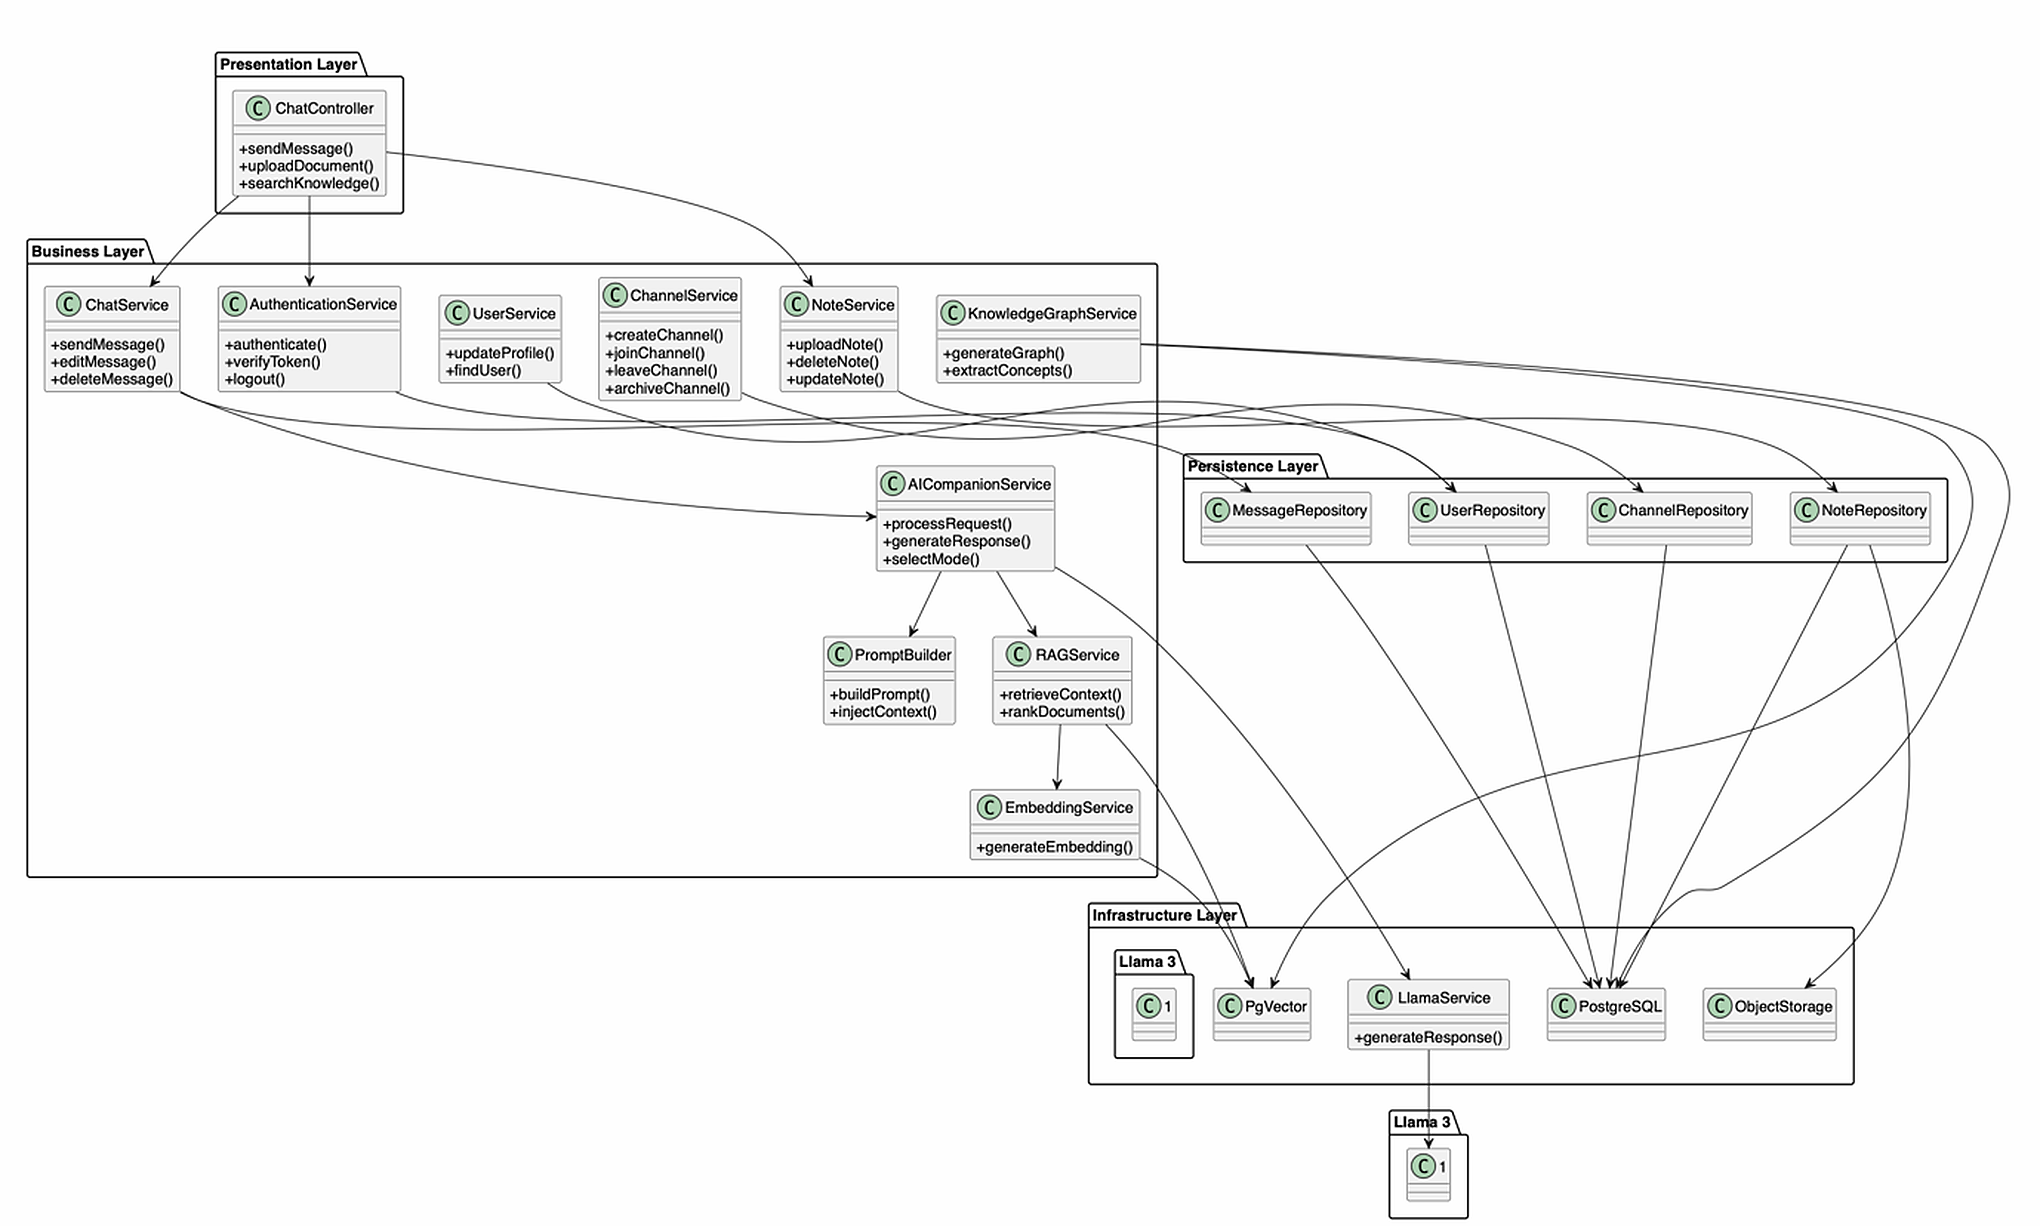 Presentation Layer
C ChatController
+sendMessage()
+uploadDocument()
+searchKnowledge()
Business Layer
C ChatService
+sendMessage()
+editMessage()
+deleteMessage()
C AuthenticationService
+authenticate()
+verifyToken()
+logout()
C UserService
+updateProfile()
+findUser()
C ChannelService
+createChannel()
+joinChannel()
+leaveChannel()
+archiveChannel()
C NoteService
+uploadNote()
+deleteNote()
+updateNote()
C KnowledgeGraphService
+generateGraph()
+extractConcepts()
C AICompanionService
+processRequest()
+generateResponse()
+selectMode()
Persistence Layer
C MessageRepository
C UserRepository
C ChannelRepository
C NoteRepository
C PromptBuilder
+buildPrompt()
+injectContext()
C RAGService
+retrieveContext()
+rankDocuments()
C EmbeddingService
+generateEmbedding()
Infrastructure Layer
Llama 3
C 1
C PgVector
C LlamaService
+generateResponse()
C PostgreSQL
C ObjectStorage
Llama 3
C 1